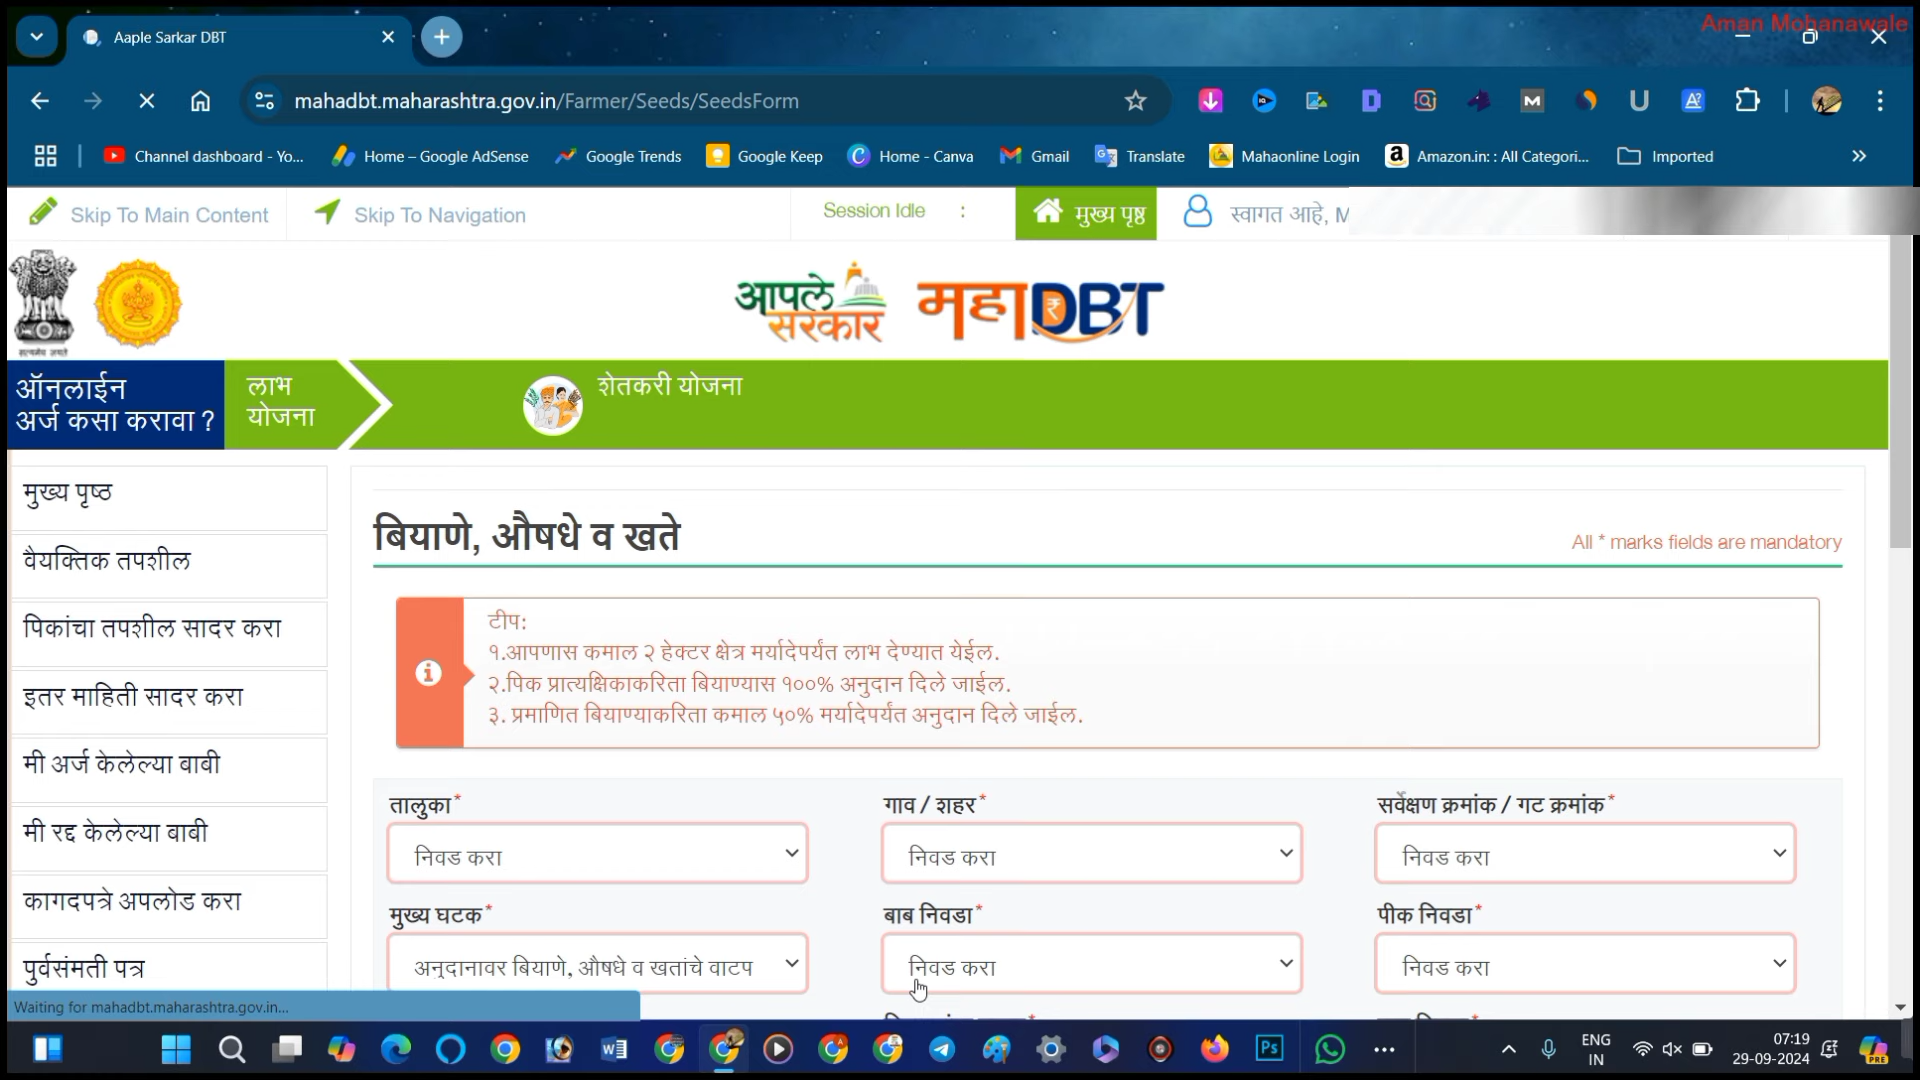 Aman Mohanawale
Aaple Sarkar DBT
mahadbt.maharashtra.gov.in/Farmer/Seeds/SeedsForm
Channel dashboard - Yo...
Home – Google AdSense
Google Trends
Google Keep
Home - Canva
Gmail
Translate
Mahaonline Login
Amazon.in: : All Categori...
Imported
Skip To Main Content
Skip To Navigation
Session Idle :
मुख्य पृष्ठ
स्वागत आहे, M
सत्यमेव जयते
आपले
सरकार
महाDBT
ऑनलाईन
अर्ज कसा करावा ?
लाभ
योजना
शेतकरी योजना
मुख्य पृष्ठ
वैयक्तिक तपशील
पिकांचा तपशील सादर करा
इतर माहिती सादर करा
मी अर्ज केलेल्या बाबी
मी रद्द केलेल्या बाबी
कागदपत्रे अपलोड करा
पुर्वसंमती पत्र
बियाणे, औषधे व खते
All * marks fields are mandatory
टीप:
१.आपणास कमाल २ हेक्टर क्षेत्र मर्यादेपर्यंत लाभ देण्यात येईल.
२.पिक प्रात्यक्षिकाकरिता बियाण्यास १००% अनुदान दिले जाईल.
३. प्रमाणित बियाण्याकरिता कमाल ५०% मर्यादेपर्यंत अनुदान दिले जाईल.
तालुका*
गाव / शहर*
सर्वेक्षण क्रमांक / गट क्रमांक*
निवड करा
निवड करा
निवड करा
मुख्य घटक*
बाब निवडा*
पीक निवडा*
अनुदानावर बियाणे, औषधे व खतांचे वाटप
निवड करा
निवड करा
Waiting for mahadbt.maharashtra.gov.in...
ENG
IN
07:19
29-09-2024